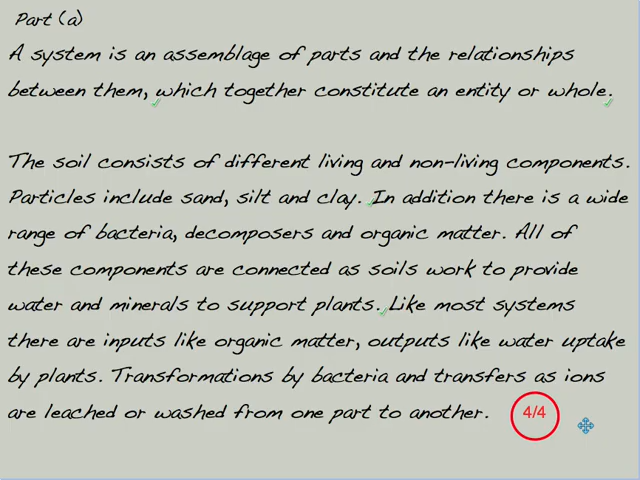 Part (a)
A system is an assemblage of parts and the relationships
between them, which together constitute an entity or whole.
The soil consists of different living and non-living components.
Particles include sand, silt and clay. In addition there is a wide
range of bacteria, decomposers and organic matter. All of
these components are connected as soils work to provide
water and minerals to support plants. Like most systems
there are inputs like organic matter, outputs like water uptake
by plants. Transformations by bacteria and transfers as ions
are leached or washed from one part to another.
4/4